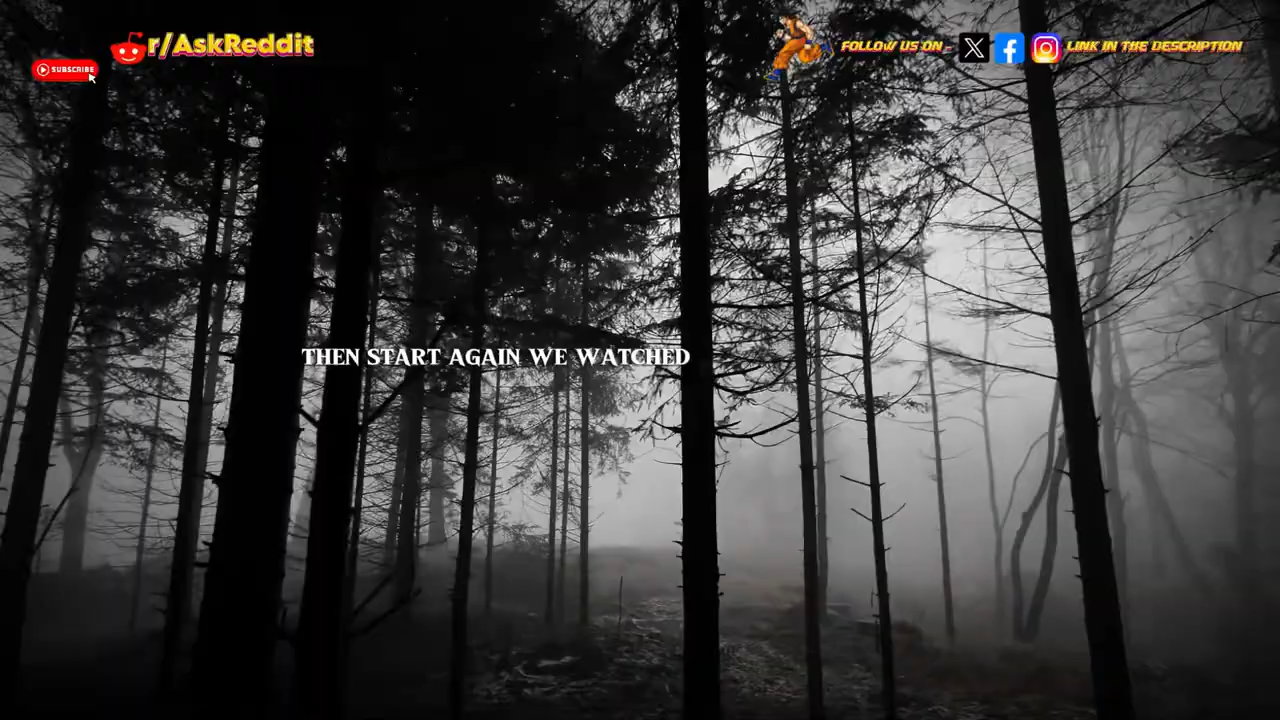 r/AskReddit
SUBSCRIBE
FOLLOW US ON -
LINK IN THE DESCRIPTION
THEN START AGAIN WE WATCHED